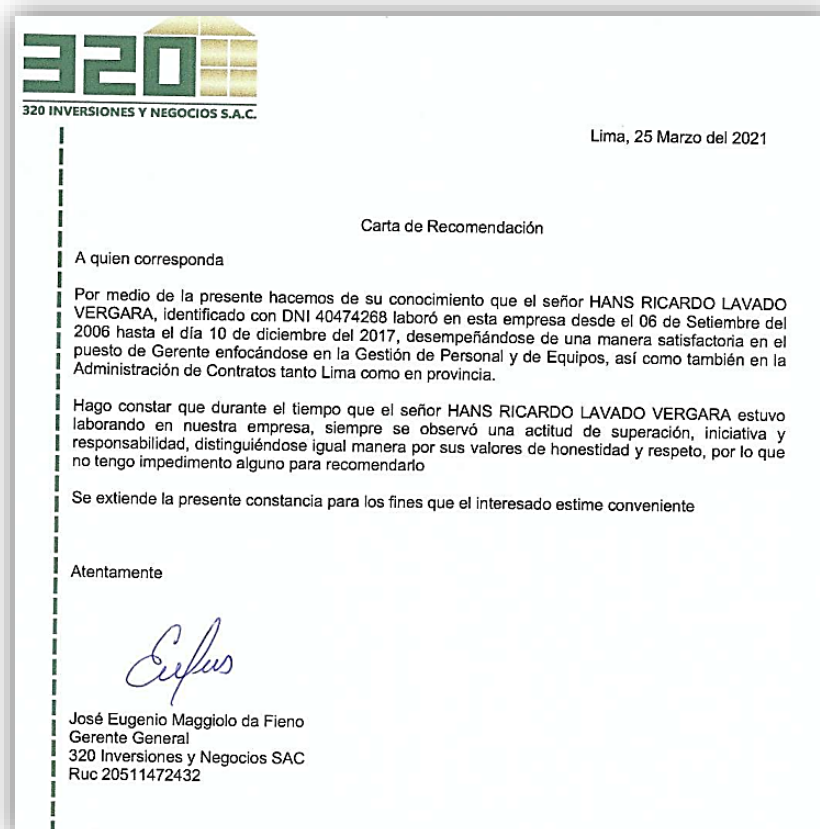 320
320 INVERSIONES Y NEGOCIOS S.A.C.
Lima, 25 Marzo del 2021
Carta de Recomendación
A quien corresponda
Por medio de la presente hacemos de su conocimiento que el señor HANS RICARDO LAVADO
VERGARA, identificado con DNI 40474268 laboró en esta empresa desde el 06 de Setiembre del
2006 hasta el día 10 de diciembre del 2017, desempeñándose de una manera satisfactoria en el
puesto de Gerente enfocándose en la Gestión de Personal y de Equipos, así como también en la
Administración de Contratos tanto Lima como en provincia.
Hago constar que durante el tiempo que el señor HANS RICARDO LAVADO VERGARA estuvo
laborando en nuestra empresa, siempre se observó una actitud de superación, iniciativa y
responsabilidad, distinguiéndose igual manera por sus valores de honestidad y respeto, por lo que
no tengo impedimento alguno para recomendarlo
Se extiende la presente constancia para los fines que el interesado estime conveniente
Atentamente
José Eugenio Maggiolo da Fieno
Gerente General
320 Inversiones y Negocios SAC
Ruc 20511472432